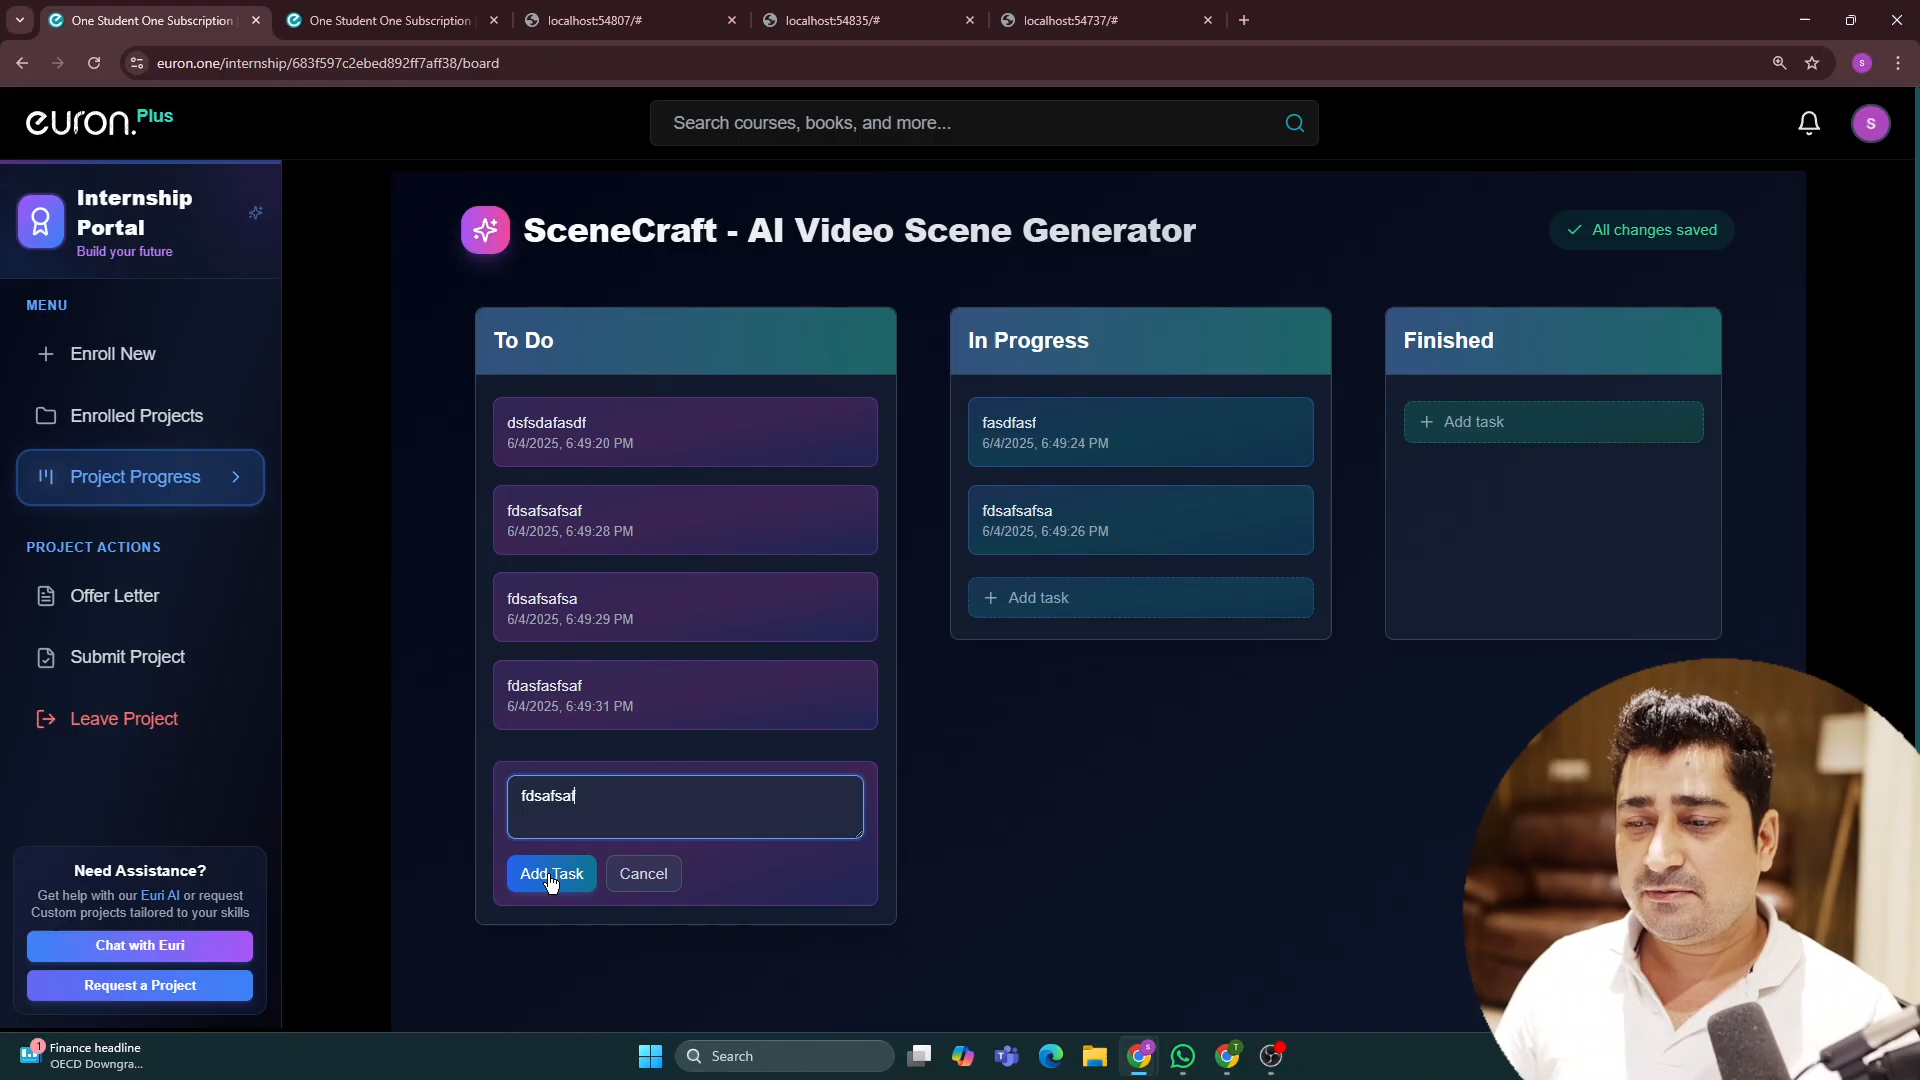 One Student One Subscription
One Student One Subscription
localhost:54807/#
localhost:54835/#
localhost:54737/#
euron.one/internship/683f597c2ebed892ff7aff38/board
S
euron.Plus
Search courses, books, and more...
S
Internship
Portal
Build your future
MENU
Enroll New
Enrolled Projects
Project Progress
PROJECT ACTIONS
Offer Letter
Submit Project
Leave Project
Need Assistance?
Get help with our Euri AI or request
Custom projects tailored to your skills
Chat with Euri
Request a Project
SceneCraft - AI Video Scene Generator
All changes saved
To Do
dsfsdafasdf
6/4/2025, 6:49:20 PM
fdsafsafsaf
6/4/2025, 6:49:28 PM
fdsafsafsa
6/4/2025, 6:49:29 PM
fdasfasfsaf
6/4/2025, 6:49:31 PM
fdsafsaf
Add Task
Cancel
In Progress
fasdfasf
6/4/2025, 6:49:24 PM
fdsafsafsa
6/4/2025, 6:49:26 PM
Add task
Finished
Add task
1
Finance headline
OECD Downgra...
Search
S
T